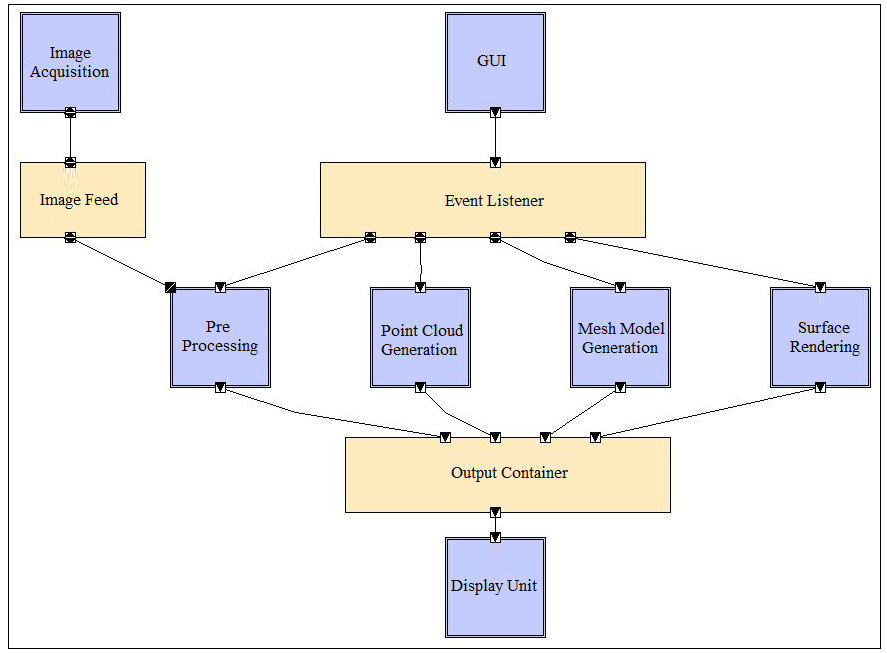 Image
Acquisition
GUI
Image Feed
Event Listener
Pre
Processing
Point Cloud
Generation
Mesh Model
Generation
Surface
Rendering
Output Container
Display Unit